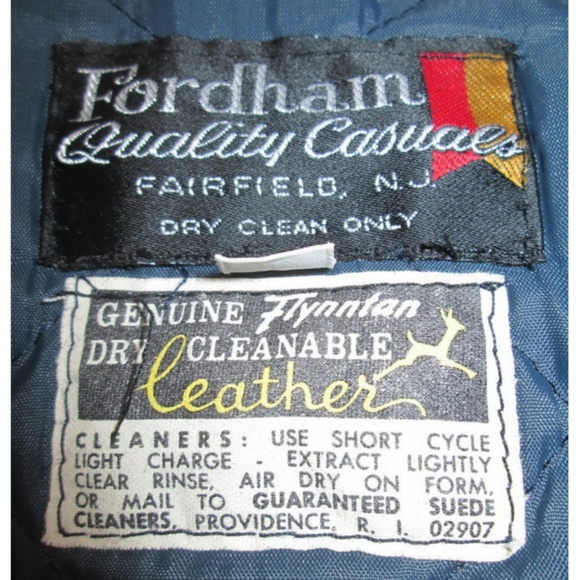 Fordham
Quality Casuals
FAIRFIELD, N.J.
DRY CLEAN ONLY
GENUINE Flynntan
DRY CLEANABLE
leather
CLEANERS: USE SHORT CYCLE
LIGHT CHARGE - EXTRACT LIGHTLY
CLEAR RINSE, AIR DRY ON FORM,
OR MAIL TO GUARANTEED SUEDE
CLEANERS, PROVIDENCE, R. I. 02907